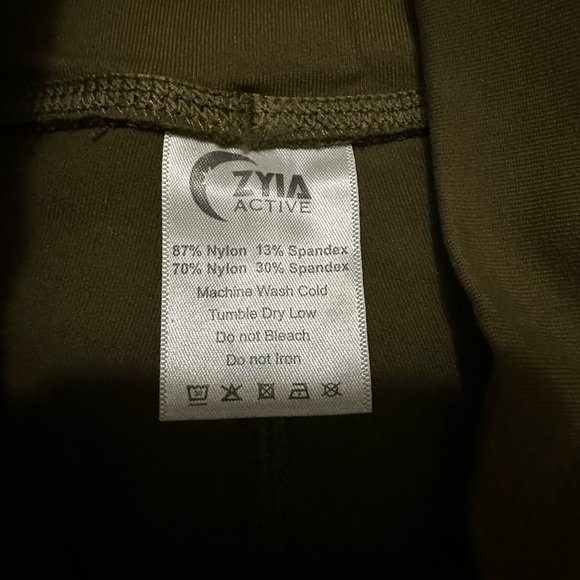 ZYIA
ACTIVE
87% Nylon 13% Spandex
70% Nylon 30% Spandex
Machine Wash Cold
Tumble Dry Low
Do not Bleach
Do not Iron